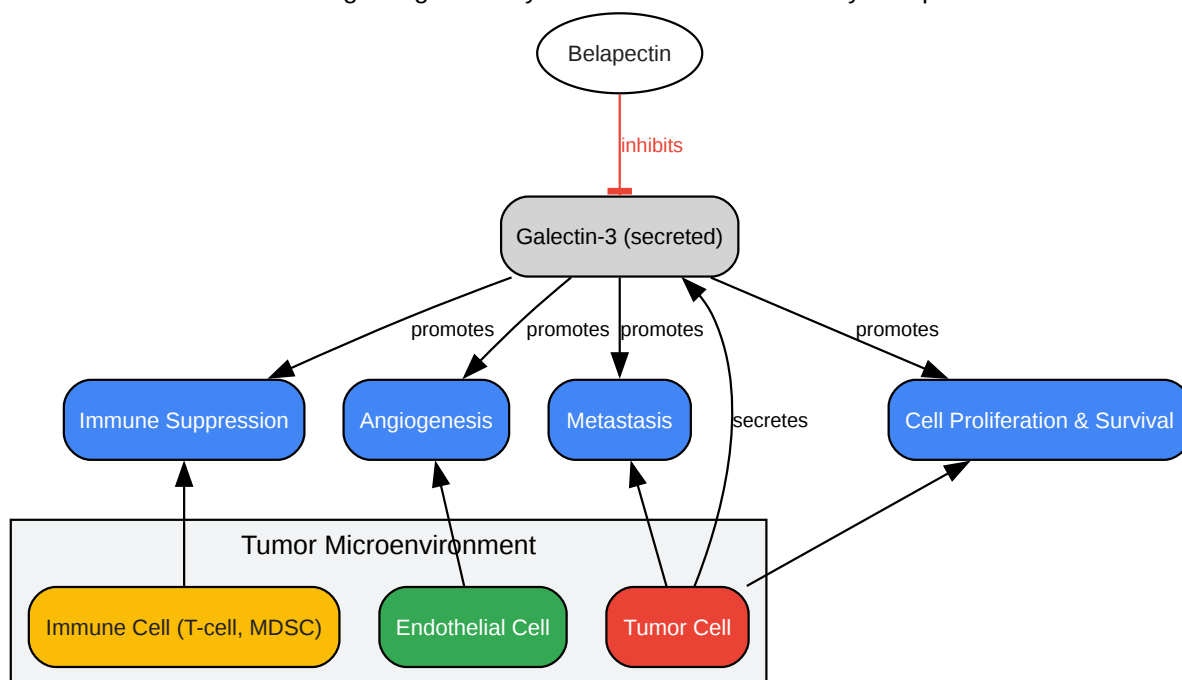 Belapectin
inhibits
Galectin-3 (secreted)
promotes
promotes
promotes
promotes
Immune Suppression
Angiogenesis
Metastasis
secretes
Cell Proliferation & Survival
Tumor Microenvironment
Immune Cell (T-cell, MDSC)
Endothelial Cell
Tumor Cell